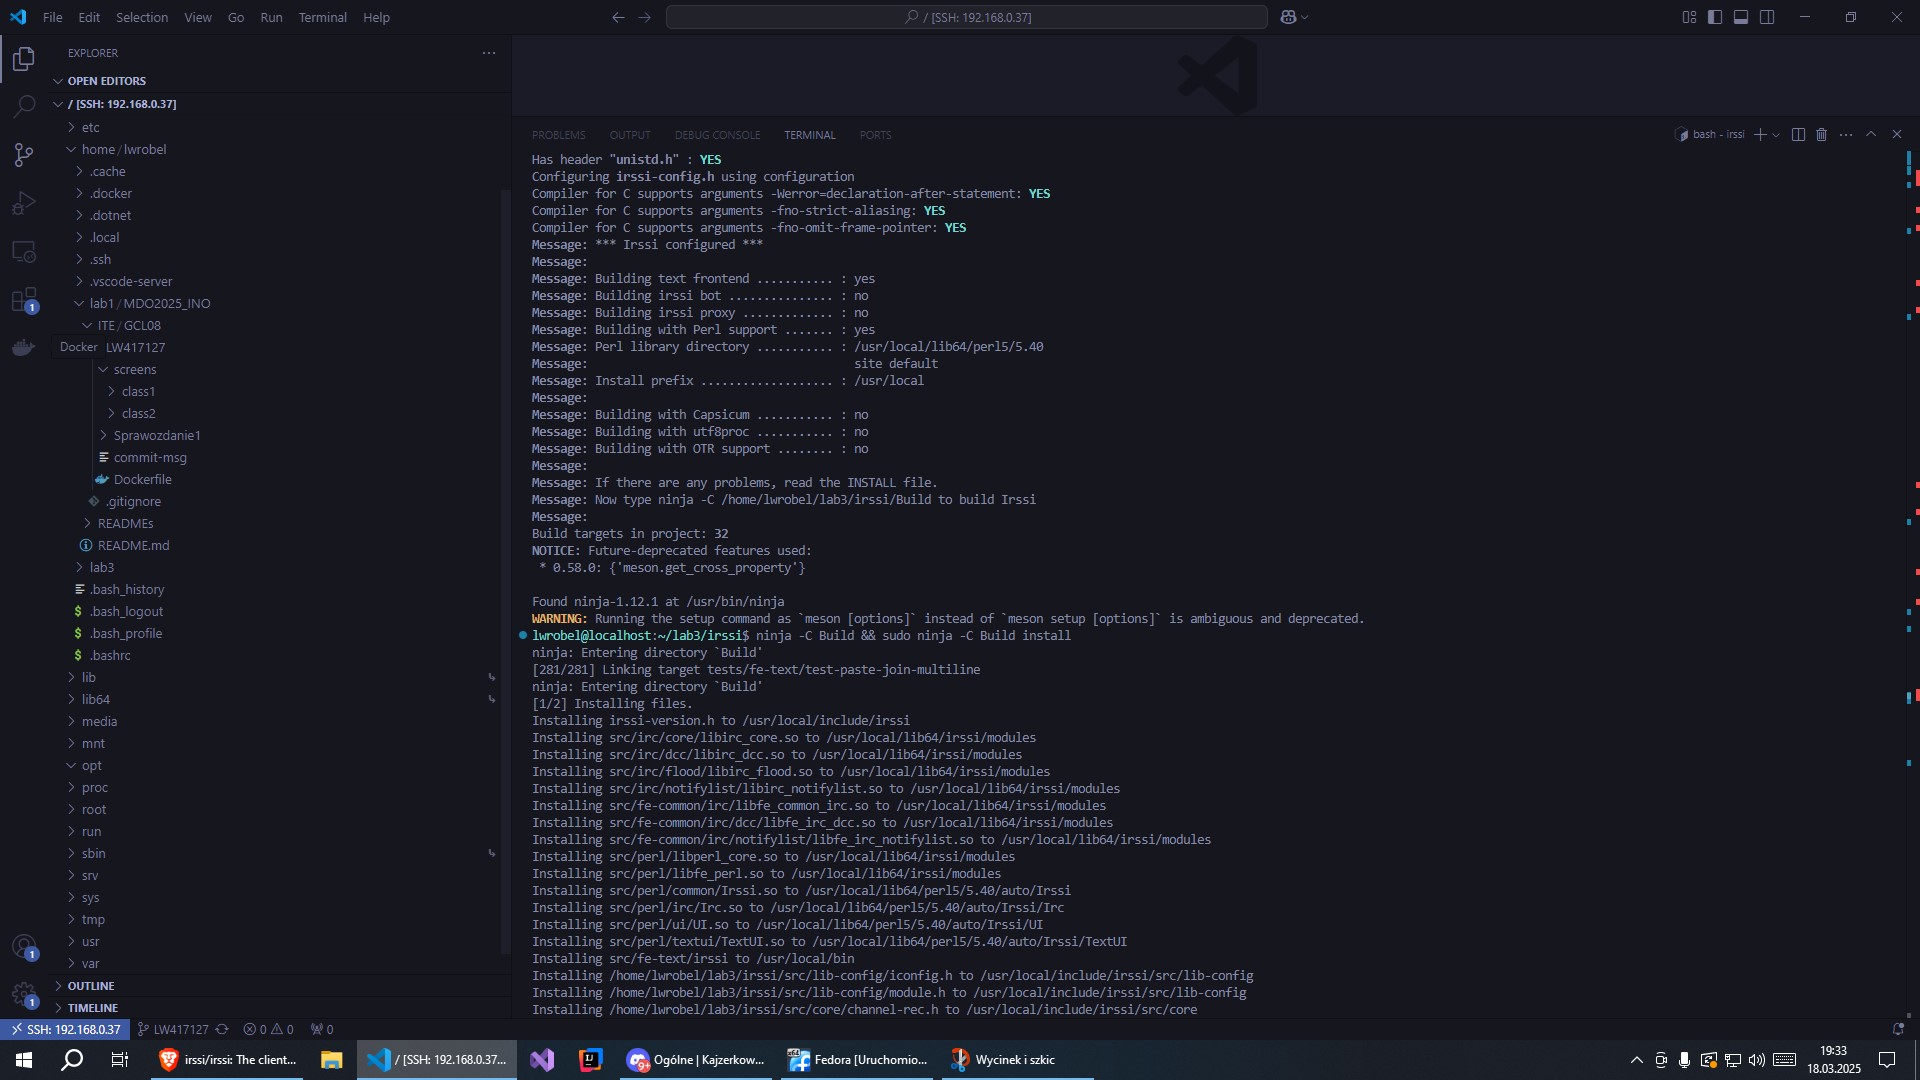 File Edit Selection View Go Run Terminal Help
/ [SSH: 192.168.0.37]
EXPLORER
OPEN EDITORS
/ [SSH: 192.168.0.37]
etc
home / lwrobel
.cache
.docker
.dotnet
.local
.ssh
.vscode-server
lab1 / MDO2025_INO
ITE / GCL08
Docker
LW417127
screens
class1
class2
Sprawozdanie1
commit-msg
Dockerfile
.gitignore
READMEs
README.md
lab3
.bash_history
.bash_logout
.bash_profile
.bashrc
lib
lib64
media
mnt
opt
proc
root
run
sbin
srv
sys
tmp
usr
var
OUTLINE
TIMELINE
1
1
1
PROBLEMS OUTPUT DEBUG CONSOLE TERMINAL PORTS
bash - irssi
Has header "unistd.h" : YES
Configuring irssi-config.h using configuration
Compiler for C supports arguments -Werror=declaration-after-statement: YES
Compiler for C supports arguments -fno-strict-aliasing: YES
Compiler for C supports arguments -fno-omit-frame-pointer: YES
Message: *** Irssi configured ***
Message:
Message: Building text frontend ........... : yes
Message: Building irssi bot ............... : no
Message: Building irssi proxy ............. : no
Message: Building with Perl support ....... : yes
Message: Perl library directory ........... : /usr/local/lib64/perl5/5.40
Message: site default
Message: Install prefix ................... : /usr/local
Message:
Message: Building with Capsicum ........... : no
Message: Building with utf8proc ........... : no
Message: Building with OTR support ........ : no
Message:
Message: If there are any problems, read the INSTALL file.
Message: Now type ninja -C /home/lwrobel/lab3/irssi/Build to build Irssi
Message:
Build targets in project: 32
NOTICE: Future-deprecated features used:
* 0.58.0: {'meson.get_cross_property'}
Found ninja-1.12.1 at /usr/bin/ninja
WARNING: Running the setup command as `meson [options]` instead of `meson setup [options]` is ambiguous and deprecated.
lwrobel@localhost:~/lab3/irssi$ ninja -C Build && sudo ninja -C Build install
ninja: Entering directory `Build'
[281/281] Linking target tests/fe-text/test-paste-join-multiline
ninja: Entering directory `Build'
[1/2] Installing files.
Installing irssi-version.h to /usr/local/include/irssi
Installing src/irc/core/libirc_core.so to /usr/local/lib64/irssi/modules
Installing src/irc/dcc/libirc_dcc.so to /usr/local/lib64/irssi/modules
Installing src/irc/flood/libirc_flood.so to /usr/local/lib64/irssi/modules
Installing src/irc/notifylist/libirc_notifylist.so to /usr/local/lib64/irssi/modules
Installing src/fe-common/irc/libfe_common_irc.so to /usr/local/lib64/irssi/modules
Installing src/fe-common/irc/dcc/libfe_irc_dcc.so to /usr/local/lib64/irssi/modules
Installing src/fe-common/irc/notifylist/libfe_irc_notifylist.so to /usr/local/lib64/irssi/modules
Installing src/perl/libperl_core.so to /usr/local/lib64/irssi/modules
Installing src/perl/libfe_perl.so to /usr/local/lib64/irssi/modules
Installing src/perl/common/Irssi.so to /usr/local/lib64/perl5/5.40/auto/Irssi
Installing src/perl/irc/Irc.so to /usr/local/lib64/perl5/5.40/auto/Irssi/Irc
Installing src/perl/ui/UI.so to /usr/local/lib64/perl5/5.40/auto/Irssi/UI
Installing src/perl/textui/TextUI.so to /usr/local/lib64/perl5/5.40/auto/Irssi/TextUI
Installing src/fe-text/irssi to /usr/local/bin
Installing /home/lwrobel/lab3/irssi/src/lib-config/iconfig.h to /usr/local/include/irssi/src/lib-config
Installing /home/lwrobel/lab3/irssi/src/lib-config/module.h to /usr/local/include/irssi/src/lib-config
Installing /home/lwrobel/lab3/irssi/src/core/channel-rec.h to /usr/local/include/irssi/src/core
SSH: 192.168.0.37 LW417127 0 0 0
irssi/irssi: The client... / [SSH: 192.168.0.37... Ogólne | Kajzerkow... Fedora [Uruchomio... Wycinek i szkic
19:33
18.03.2025